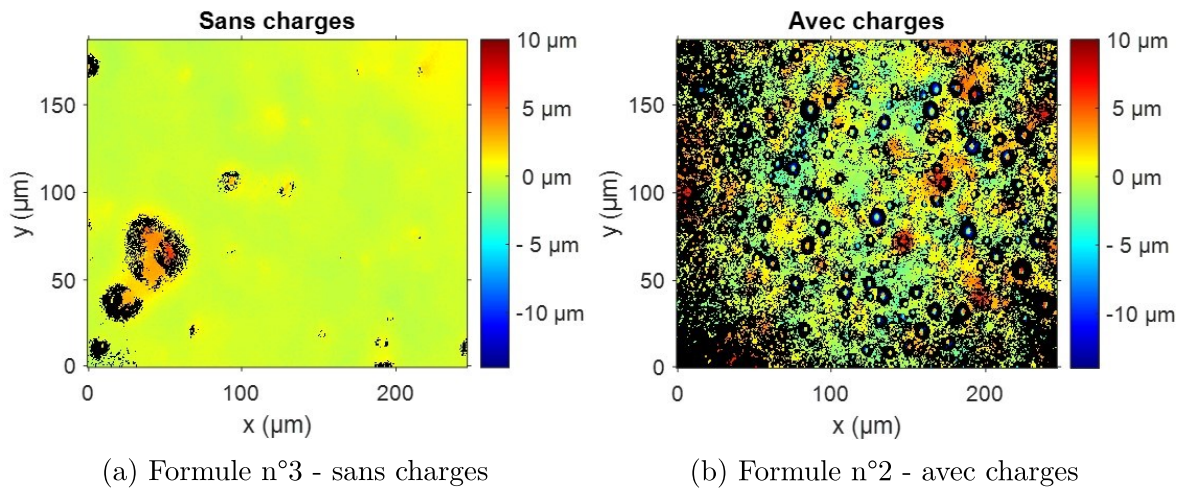 Sans charges
10 µm
5 µm
0 µm
- 5 µm
-10 µm
150
100
50
0
y (µm)
0
100
200
x (µm)
Avec charges
10 µm
5 µm
0 µm
- 5 µm
-10 µm
150
100
50
0
y (µm)
0
100
200
x (µm)
(a) Formule n°3 - sans charges
(b) Formule n°2 - avec charges